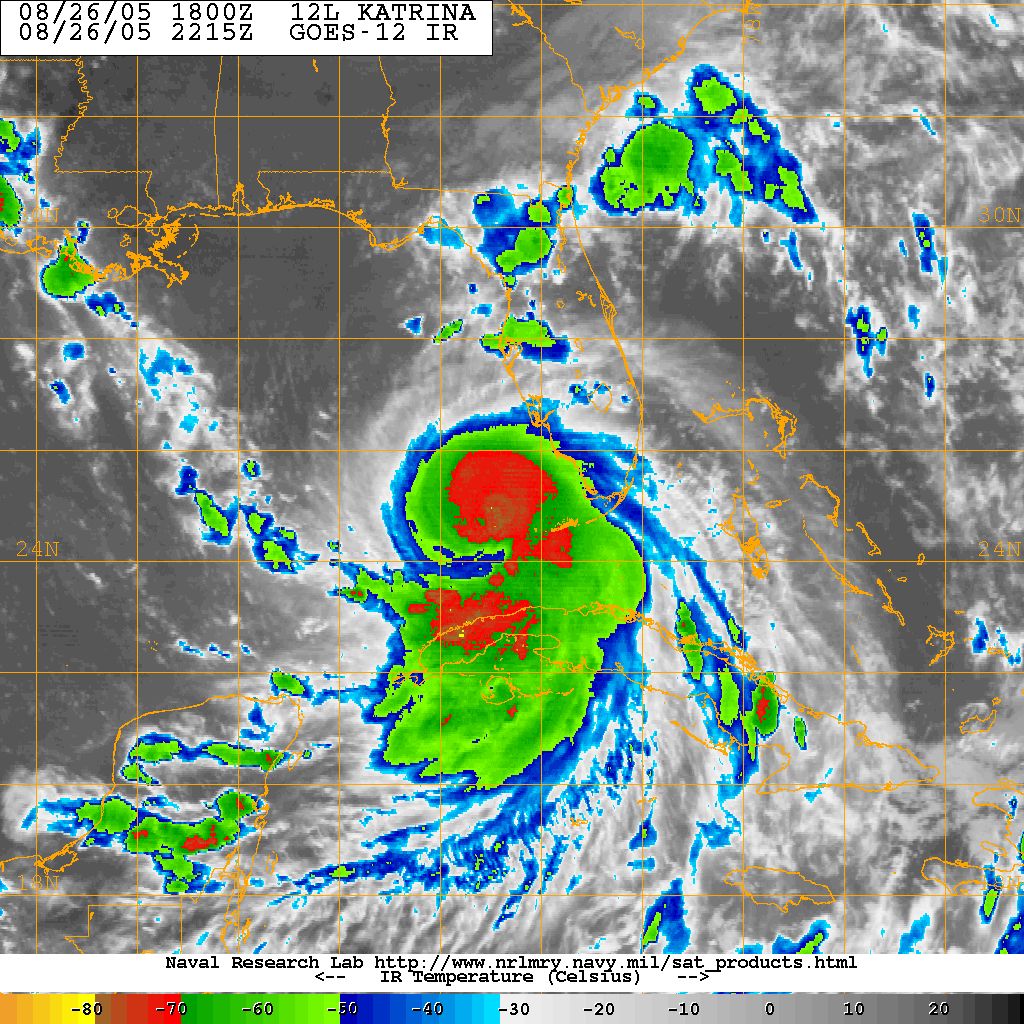 08/26/05 1800Z 12L KATRINA
08/26/05 2215Z GOES-12 IR
30N
30N
24N
24N
18N
Naval Research Lab http://www.nrlmry.navy.mil/sat_products.html
<-- IR Temperature (Celsius) -->
-80 -70 -60 -50 -40 -30 -20 -10 0 10 20